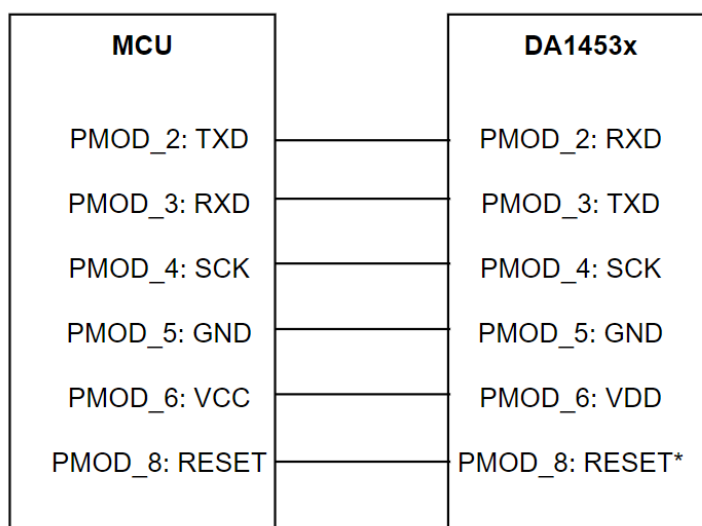 MCU DA1453x
PMOD_2: TXD PMOD_2: RXD
PMOD_3: RXD PMOD_3: TXD
PMOD_4: SCK PMOD_4: SCK
PMOD_5: GND PMOD_5: GND
PMOD_6: VCC PMOD_6: VDD
PMOD_8: RESET PMOD_8: RESET*